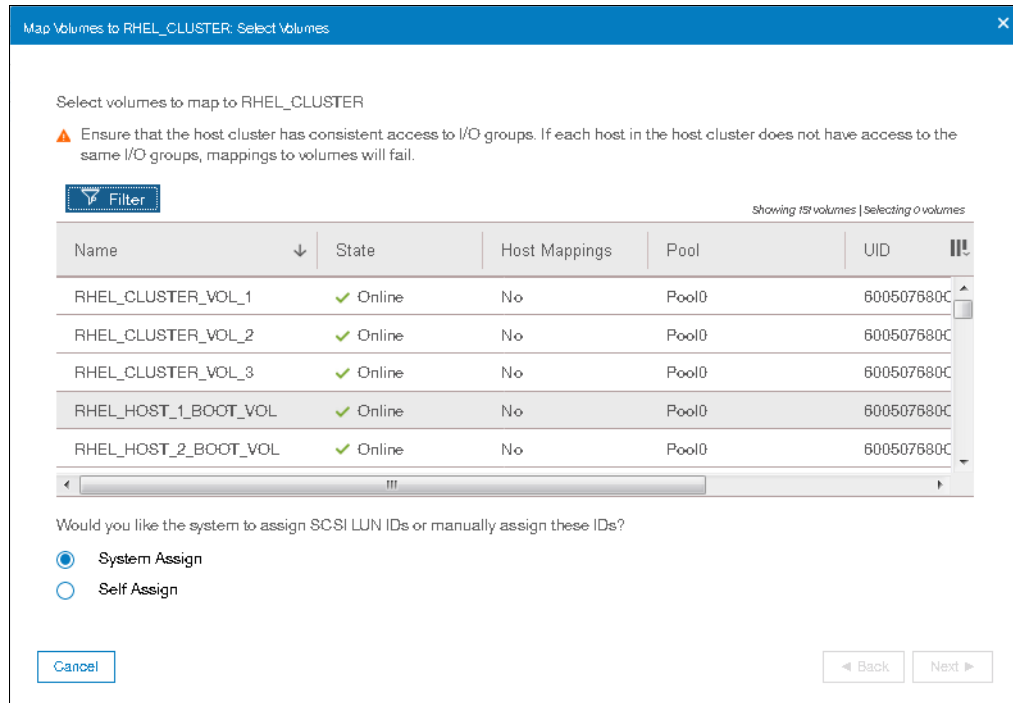 Map Volumes to RHEL_CLUSTER: Select Volumes
Select volumes to map to RHEL_CLUSTER
Ensure that the host cluster has consistent access to I/O groups. If each host in the host cluster does not have access to the
same I/O groups, mappings to volumes will fail.
Filter
Showing 151 volumes | Selecting 0 volumes
Name State Host Mappings Pool UID
RHEL_CLUSTER_VOL_1 Online No Pool0 600507680C
RHEL_CLUSTER_VOL_2 Online No Pool0 600507680C
RHEL_CLUSTER_VOL_3 Online No Pool0 600507680C
RHEL_HOST_1_BOOT_VOL Online No Pool0 600507680C
RHEL_HOST_2_BOOT_VOL Online No Pool0 600507680C
Would you like the system to assign SCSI LUN IDs or manually assign these IDs?
System Assign
Self Assign
Cancel Back Next